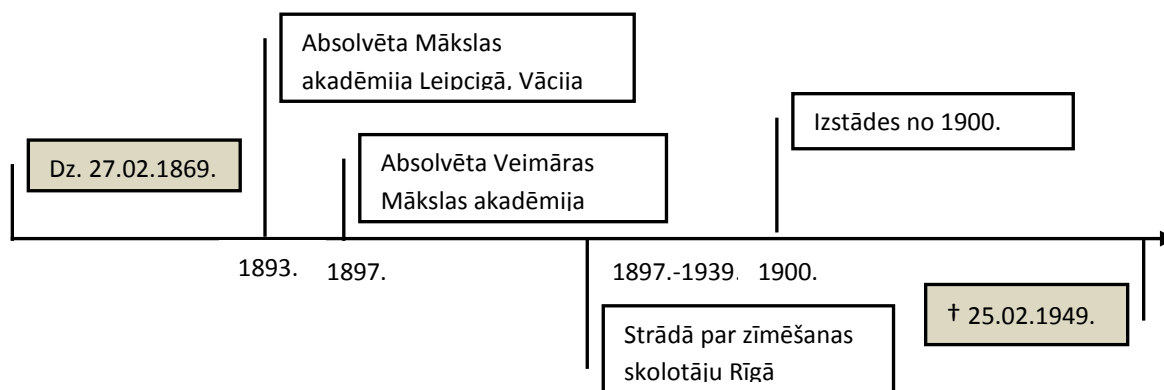 Absolvēta Mākslas
akadēmija Leipcigā, Vācija
Izstādes no 1900.
Dz. 27.02.1869.
Absolvēta Veimāras
Mākslas akadēmija
1893.
1897.
1897.-1939.
1900.
† 25.02.1949.
Strādā par zīmēšanas
skolotāju Rīgā